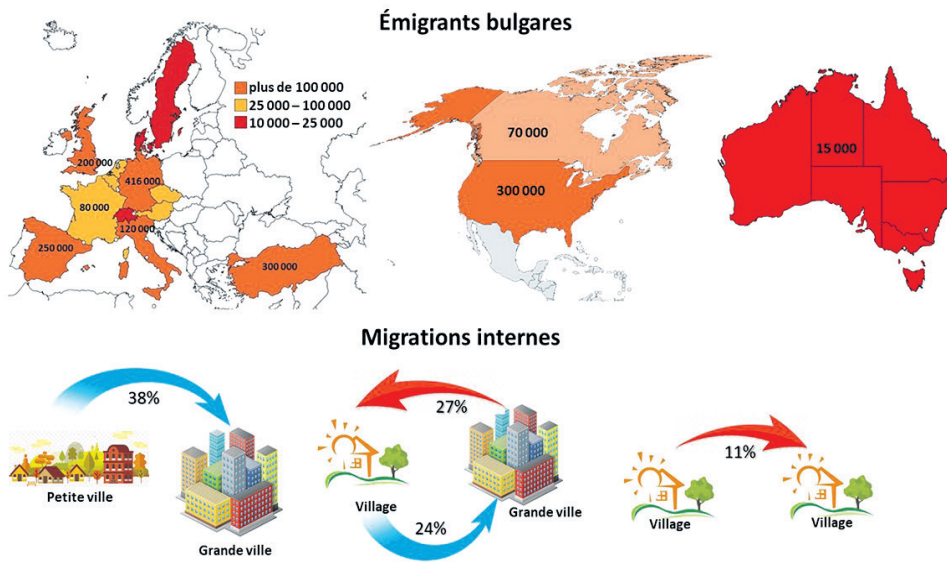 Émigrants bulgares
plus de 100 000
25 000 – 100 000
10 000 – 25 000
200 000
416 000
80 000
120 000
250 000
300 000
70 000
300 000
15 000
Migrations internes
38%
Petite ville
Grande ville
27%
Village
Grande ville
24%
11%
Village
Village